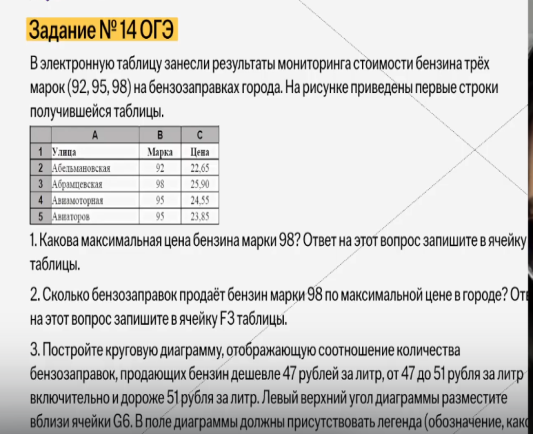 Задание № 14 ОГЭ
В электронную таблицу занесли результаты мониторинга стоимости бензина трёх
марок (92, 95, 98) на бензозаправках города. На рисунке приведены первые строки
получившейся таблицы.
A B C
1 Улица Марка Цена
2 Абельмановская 92 22,65
3 Абрамцевская 98 25,90
4 Авиамоторная 95 24,55
5 Авиаторов 95 23,85
1. Какова максимальная цена бензина марки 98? Ответ на этот вопрос запишите в ячейку
таблицы.
2. Сколько бензозаправок продаёт бензин марки 98 по максимальной цене в городе? Отв
на этот вопрос запишите в ячейку F3 таблицы.
3. Постройте круговую диаграмму, отображающую соотношение количества
бензозаправок, продающих бензин дешевле 47 рублей за литр, от 47 до 51 рубля за литр
включительно и дороже 51 рубля за литр. Левый верхний угол диаграммы разместите
вблизи ячейки G6. В поле диаграммы должны присутствовать легенда (обозначение, как